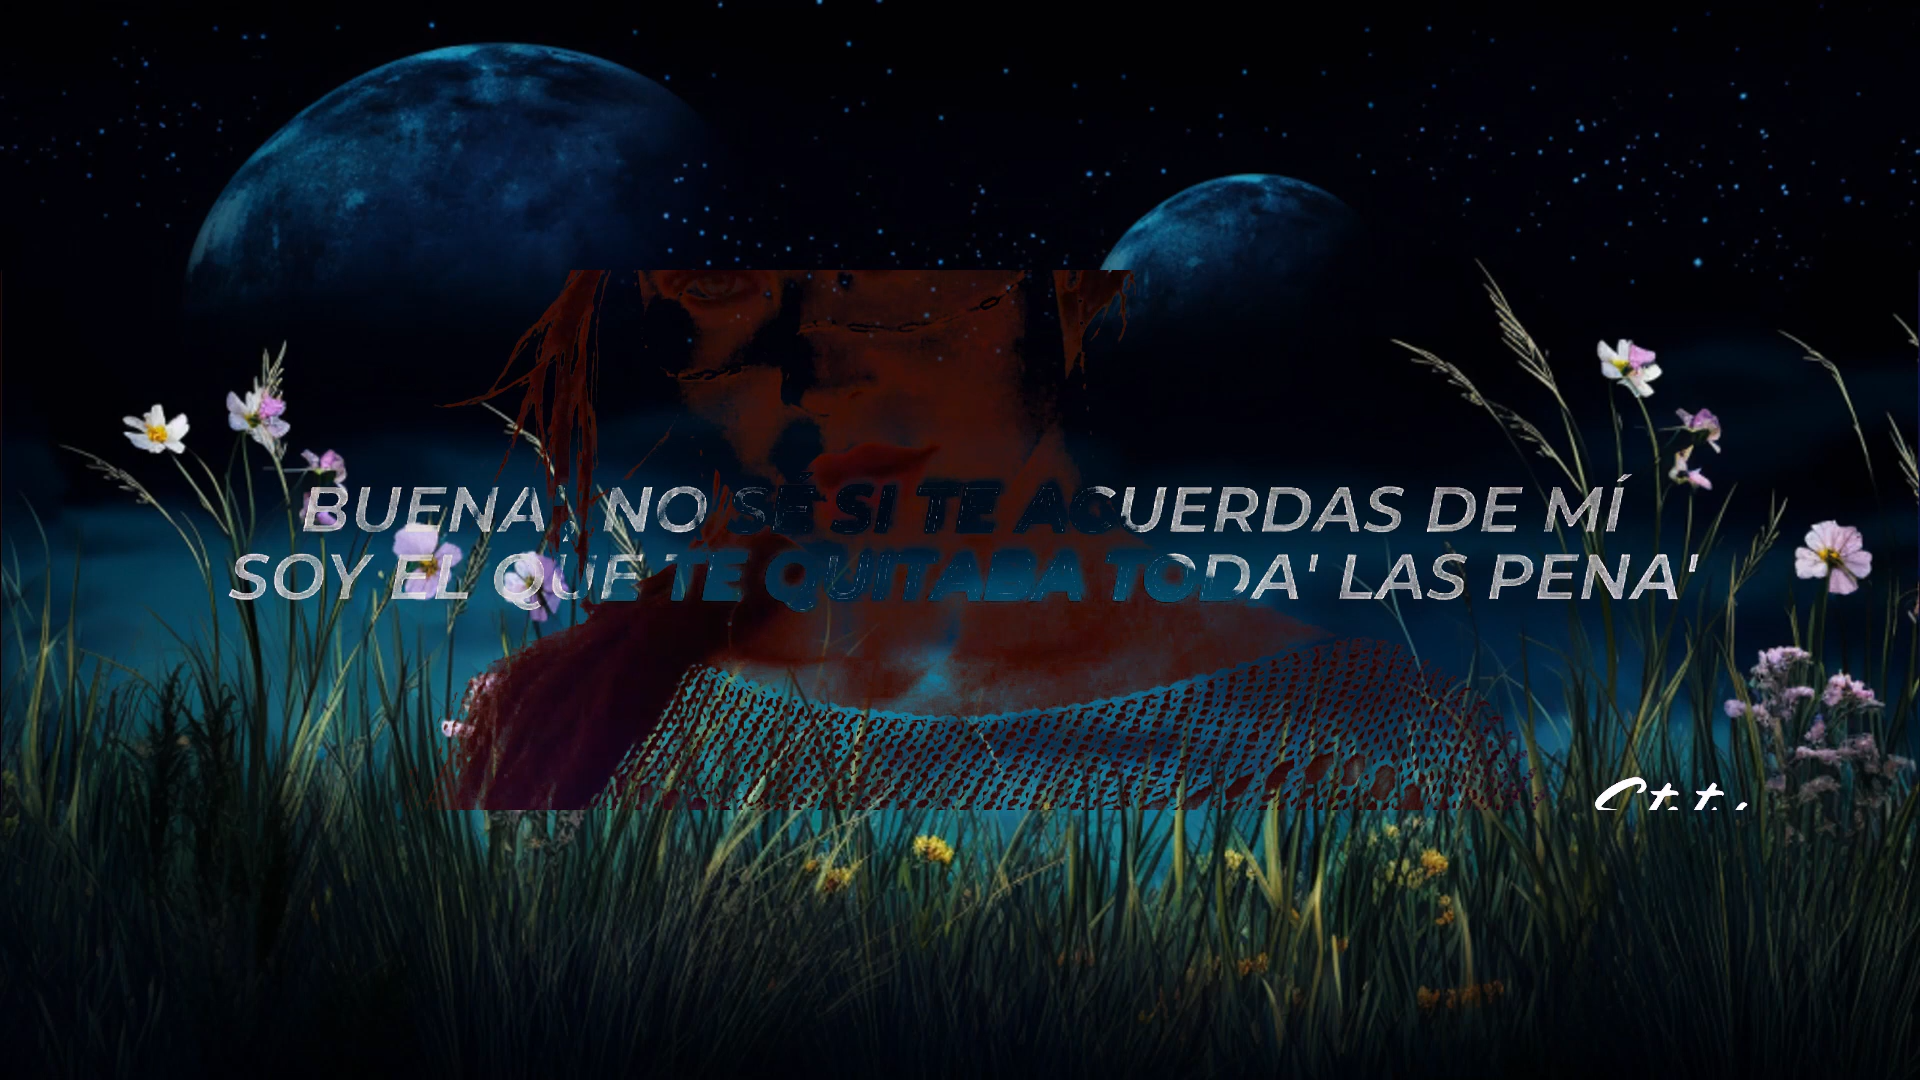 BUENA', NO SÉ SI TE ACUERDAS DE MÍ
SOY EL QUE TE QUITABA TODA' LAS PENA'